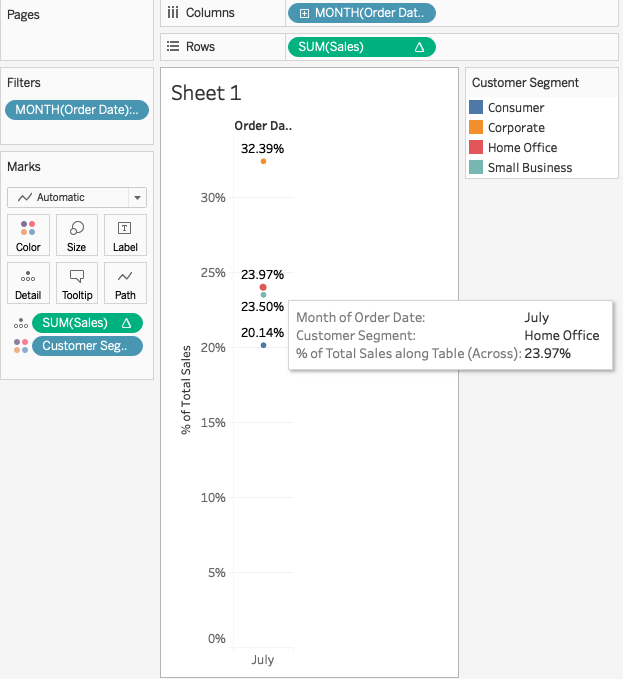 Pages
Columns
MONTH(Order Dat..
Rows
SUM(Sales)
Filters
MONTH(Order Date):..
Marks
Automatic
Color
Size
Label
Detail
Tooltip
Path
SUM(Sales)
Customer Seg..
Sheet 1
Order Da..
32.39%
30%
25%
23.97%
23.50%
20.14%
20%
15%
10%
5%
0%
% of Total Sales
July
Month of Order Date: July
Customer Segment: Home Office
% of Total Sales along Table (Across): 23.97%
Customer Segment
Consumer
Corporate
Home Office
Small Business